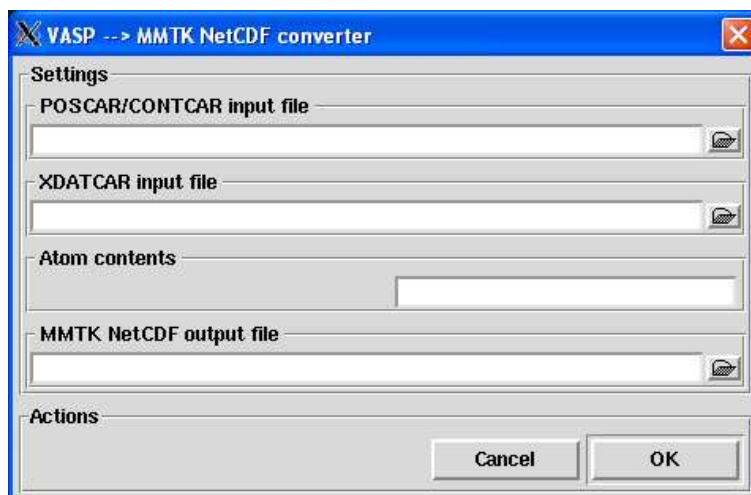 VASP --> MMTK NetCDF converter
Settings
POSCAR/CONTCAR input file
XDATCAR input file
Atom contents
MMTK NetCDF output file
Actions
Cancel OK